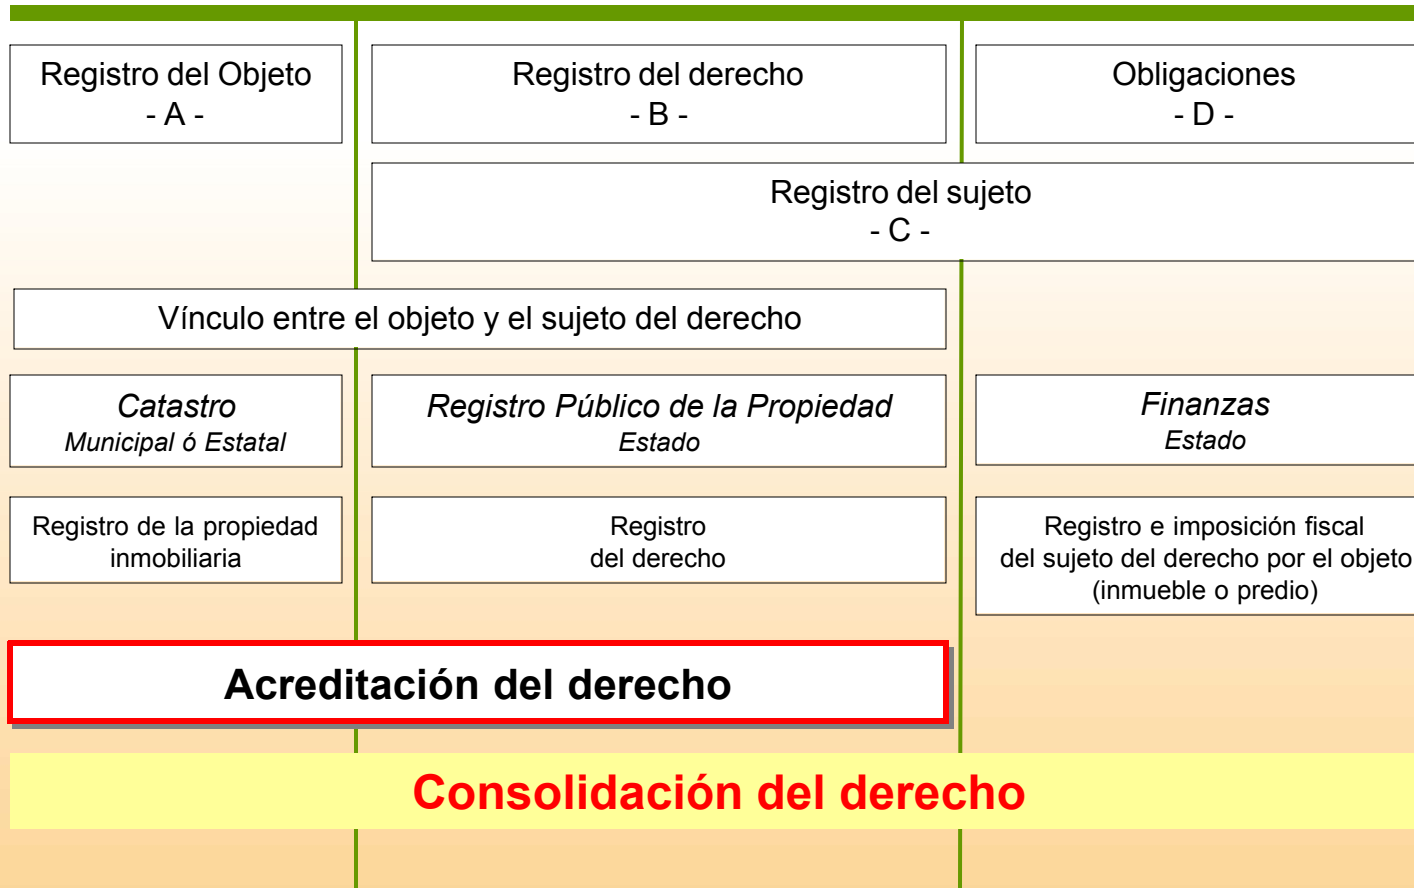 Registro del Objeto
- A -
Registro del derecho
- B -
Obligaciones
- D -
Registro del sujeto
- C -
Vínculo entre el objeto y el sujeto del derecho
Catastro
Municipal ó Estatal
Registro Público de la Propiedad
Estado
Finanzas
Estado
Registro de la propiedad
inmobiliaria
Registro
del derecho
Registro e imposición fiscal
del sujeto del derecho por el objeto
(inmueble o predio)
Acreditación del derecho
Consolidación del derecho